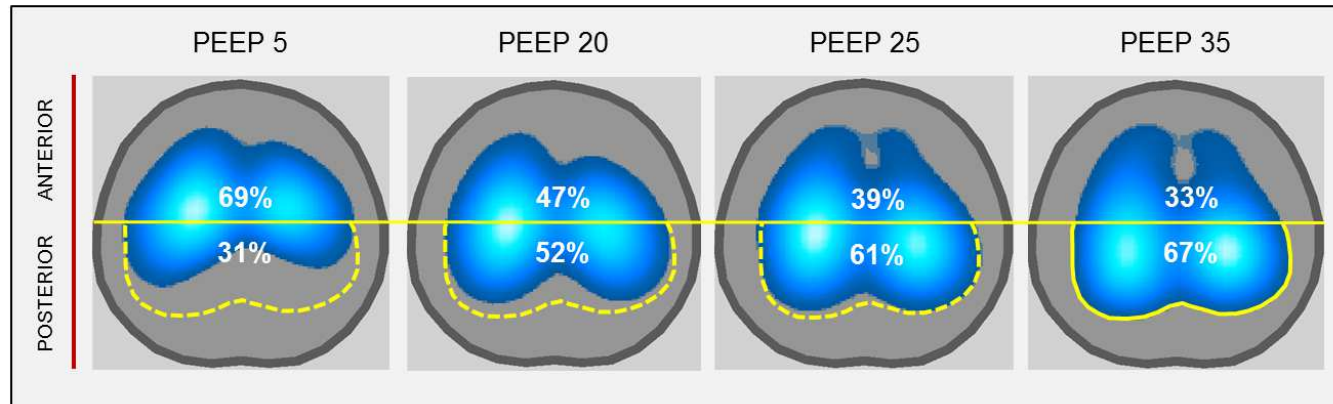 PEEP 5 PEEP 20 PEEP 25 PEEP 35
ANTERIOR
69% 47% 39% 33%
POSTERIOR
31% 52% 61% 67%